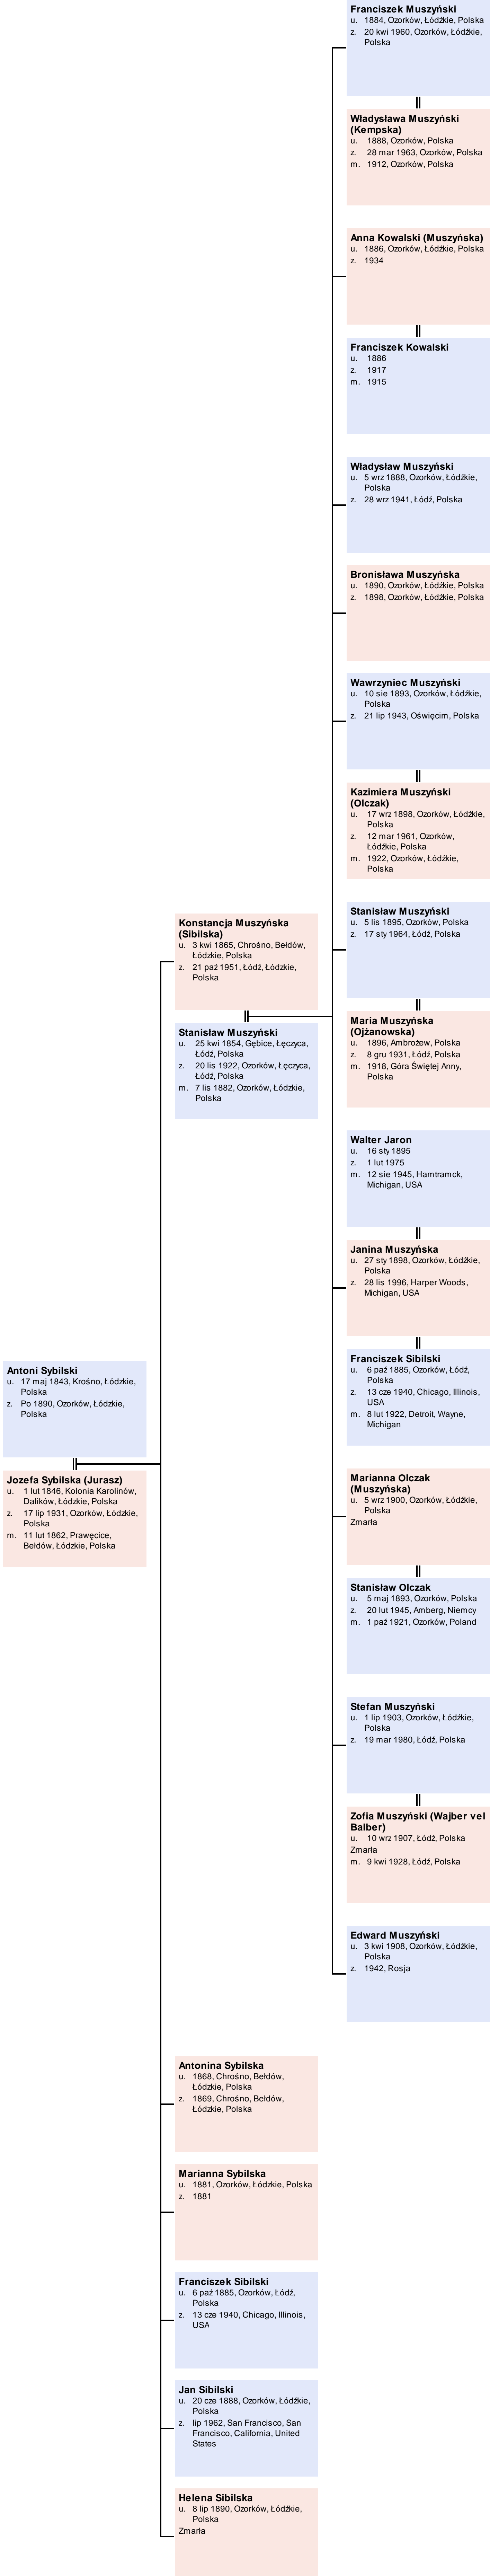 Franciszek Muszyński
u. 1884, Ozorków, Łódźkie, Polska
z. 20 kwi 1960, Ozorków, Łódźkie,
Polska
Władysława Muszyński
(Kempska)
u. 1888, Ozorków, Polska
z. 28 mar 1963, Ozorków, Polska
m. 1912, Ozorków, Polska
Anna Kowalski (Muszyńska)
u. 1886, Ozorków, Łódźkie, Polska
z. 1934
Franciszek Kowalski
u. 1886
z. 1917
m. 1915
Władysław Muszyński
u. 5 wrz 1888, Ozorków, Łódźkie,
Polska
z. 28 wrz 1941, Łódź, Polska
Bronisława Muszyńska
u. 1890, Ozorków, Łódźkie, Polska
z. 1898, Ozorków, Łódźkie, Polska
Wawrzyniec Muszyński
u. 10 sie 1893, Ozorków, Łódźkie,
Polska
z. 21 lip 1943, Oświęcim, Polska
Kazimiera Muszyński
(Olczak)
u. 17 wrz 1898, Ozorków, Łódźkie,
Polska
z. 12 mar 1961, Ozorków,
Łódźkie, Polska
m. 1922, Ozorków, Łódźkie,
Polska
Konstancja Muszyńska
(Sibilska)
u. 3 kwi 1865, Chrośno, Bełdów,
Łódzkie, Polska
z. 21 paź 1951, Łódź, Łódzkie,
Polska
Stanisław Muszyński
u. 25 kwi 1854, Gębice, Łęczyca,
Łódź, Polska
z. 20 lis 1922, Ozorków, Łęczyca,
Łódź, Polska
m. 7 lis 1882, Ozorków, Łódzkie,
Polska
Stanisław Muszyński
u. 5 lis 1895, Ozorków, Polska
z. 17 sty 1964, Łódź, Polska
Maria Muszyńska
(Ojżanowska)
u. 1896, Ambrożew, Polska
z. 8 gru 1931, Łódź, Polska
m. 1918, Góra Świętej Anny,
Polska
Walter Jaron
u. 16 sty 1895
z. 1 lut 1975
m. 12 sie 1945, Hamtramck,
Michigan, USA
Janina Muszyńska
u. 27 sty 1898, Ozorków, Łódźkie,
Polska
z. 28 lis 1996, Harper Woods,
Michigan, USA
Franciszek Sibilski
u. 6 paź 1885, Ozorków, Łódź,
Polska
z. 13 cze 1940, Chicago, Illinois,
USA
m. 8 lut 1922, Detroit, Wayne,
Michigan
Antoni Sybilski
u. 17 maj 1843, Krośno, Łódzkie,
Polska
z. Po 1890, Ozorków, Łódzkie,
Polska
Jozefa Sybilska (Jurasz)
u. 1 lut 1846, Kolonia Karolinów,
Dalików, Łódzkie, Polska
z. 17 lip 1931, Ozorków, Łódzkie,
Polska
m. 11 lut 1862, Prawęcice,
Bełdów, Łódzkie, Polska
Marianna Olczak
(Muszyńska)
u. 5 wrz 1900, Ozorków, Łódźkie,
Polska
Zmarła
Stanisław Olczak
u. 5 maj 1893, Ozorków, Polska
z. 20 lut 1945, Amberg, Niemcy
m. 1 paź 1921, Ozorków, Poland
Stefan Muszyński
u. 1 lip 1903, Ozorków, Łódźkie,
Polska
z. 19 mar 1980, Łódź, Polska
Zofia Muszyński (Wajber vel
Balber)
u. 10 wrz 1907, Łódź, Polska
Zmarła
m. 9 kwi 1928, Łódź, Polska
Edward Muszyński
u. 3 kwi 1908, Ozorków, Łódźkie,
Polska
z. 1942, Rosja
Antonina Sybilska
u. 1868, Chrośno, Bełdów,
Łódzkie, Polska
z. 1869, Chrośno, Bełdów,
Łódzkie, Polska
Marianna Sybilska
u. 1881, Ozorków, Łódzkie, Polska
z. 1881
Franciszek Sibilski
u. 6 paź 1885, Ozorków, Łódź,
Polska
z. 13 cze 1940, Chicago, Illinois,
USA
Jan Sibilski
u. 20 cze 1888, Ozorków, Łódźkie,
Polska
z. lip 1962, San Francisco, San
Francisco, California, United
States
Helena Sibilska
u. 8 lip 1890, Ozorków, Łódźkie,
Polska
Zmarła